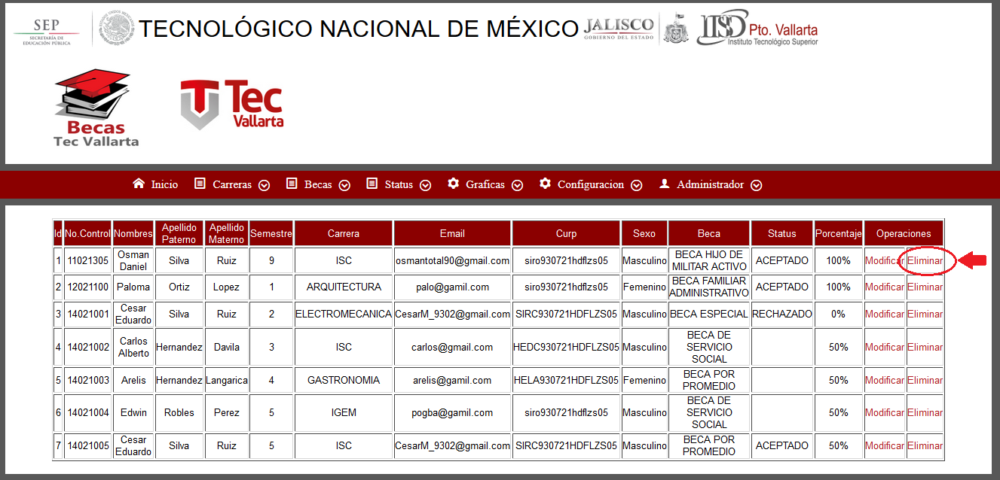 SEP
SECRETARÍA DE
EDUCACIÓN PÚBLICA
TECNOLÓGICO NACIONAL DE MÉXICO
JALISCO
GOBIERNO DEL ESTADO
ITS Pto. Vallarta
Instituto Tecnológico Superior
Becas
Tec Vallarta
Tec
Vallarta
Inicio Carreras Becas Status Graficas Configuracion Administrador
Id No.Control Nombres Apellido Paterno Apellido Materno Semestre Carrera Email Curp Sexo Beca Status Porcentaje Operaciones
1 11021305 Osman Daniel Silva Ruiz 9 ISC osmantotal90@gmail.com siro930721hdflzs05 Masculino BECA HIJO DE MILITAR ACTIVO ACEPTADO 100% Modificar Eliminar
2 12021100 Paloma Ortiz Lopez 1 ARQUITECTURA palo@gamil.com siro930721hdflzs05 Femenino BECA FAMILIAR ADMINISTRATIVO ACEPTADO 100% Modificar Eliminar
3 14021001 Cesar Eduardo Silva Ruiz 2 ELECTROMECANICA CesarM_9302@gmail.com SIRC930721HDFLZS05 Masculino BECA ESPECIAL RECHAZADO 0% Modificar Eliminar
4 14021002 Carlos Alberto Hernandez Davila 3 ISC carlos@gmail.com HEDC930721HDFLZS05 Masculino BECA DE SERVICIO SOCIAL 50% Modificar Eliminar
5 14021003 Arelis Hernandez Langarica 4 GASTRONOMIA arelis@gamil.com HELA930721HDFLZS05 Femenino BECA POR PROMEDIO 50% Modificar Eliminar
6 14021004 Edwin Robles Perez 5 IGEM pogba@gamil.com siro930721hdflzs05 Masculino BECA DE SERVICIO SOCIAL 50% Modificar Eliminar
7 14021005 Cesar Eduardo Silva Ruiz 5 ISC CesarM_9302@gmail.com SIRC930721HDFLZS05 Masculino BECA POR PROMEDIO ACEPTADO 50% Modificar Eliminar